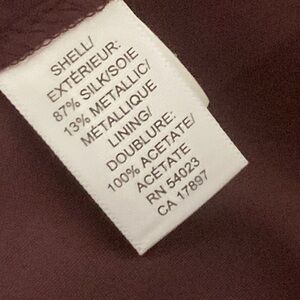 SHELL/
EXTÉRIEUR:
87% SILK/SOIE
13% METALLIC/
MÉTALLIQUE
LINING/
DOUBLURE:
100% ACETATE/
ACÉTATE
RN 54023
CA 17897